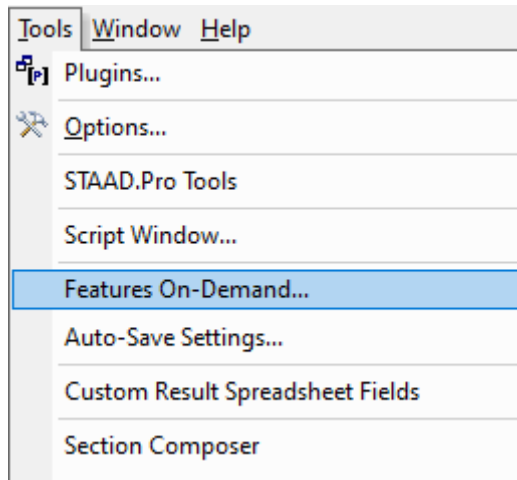 Tools Window Help
Plugins...
Options...
STAAD.Pro Tools
Script Window...
Features On-Demand...
Auto-Save Settings...
Custom Result Spreadsheet Fields
Section Composer